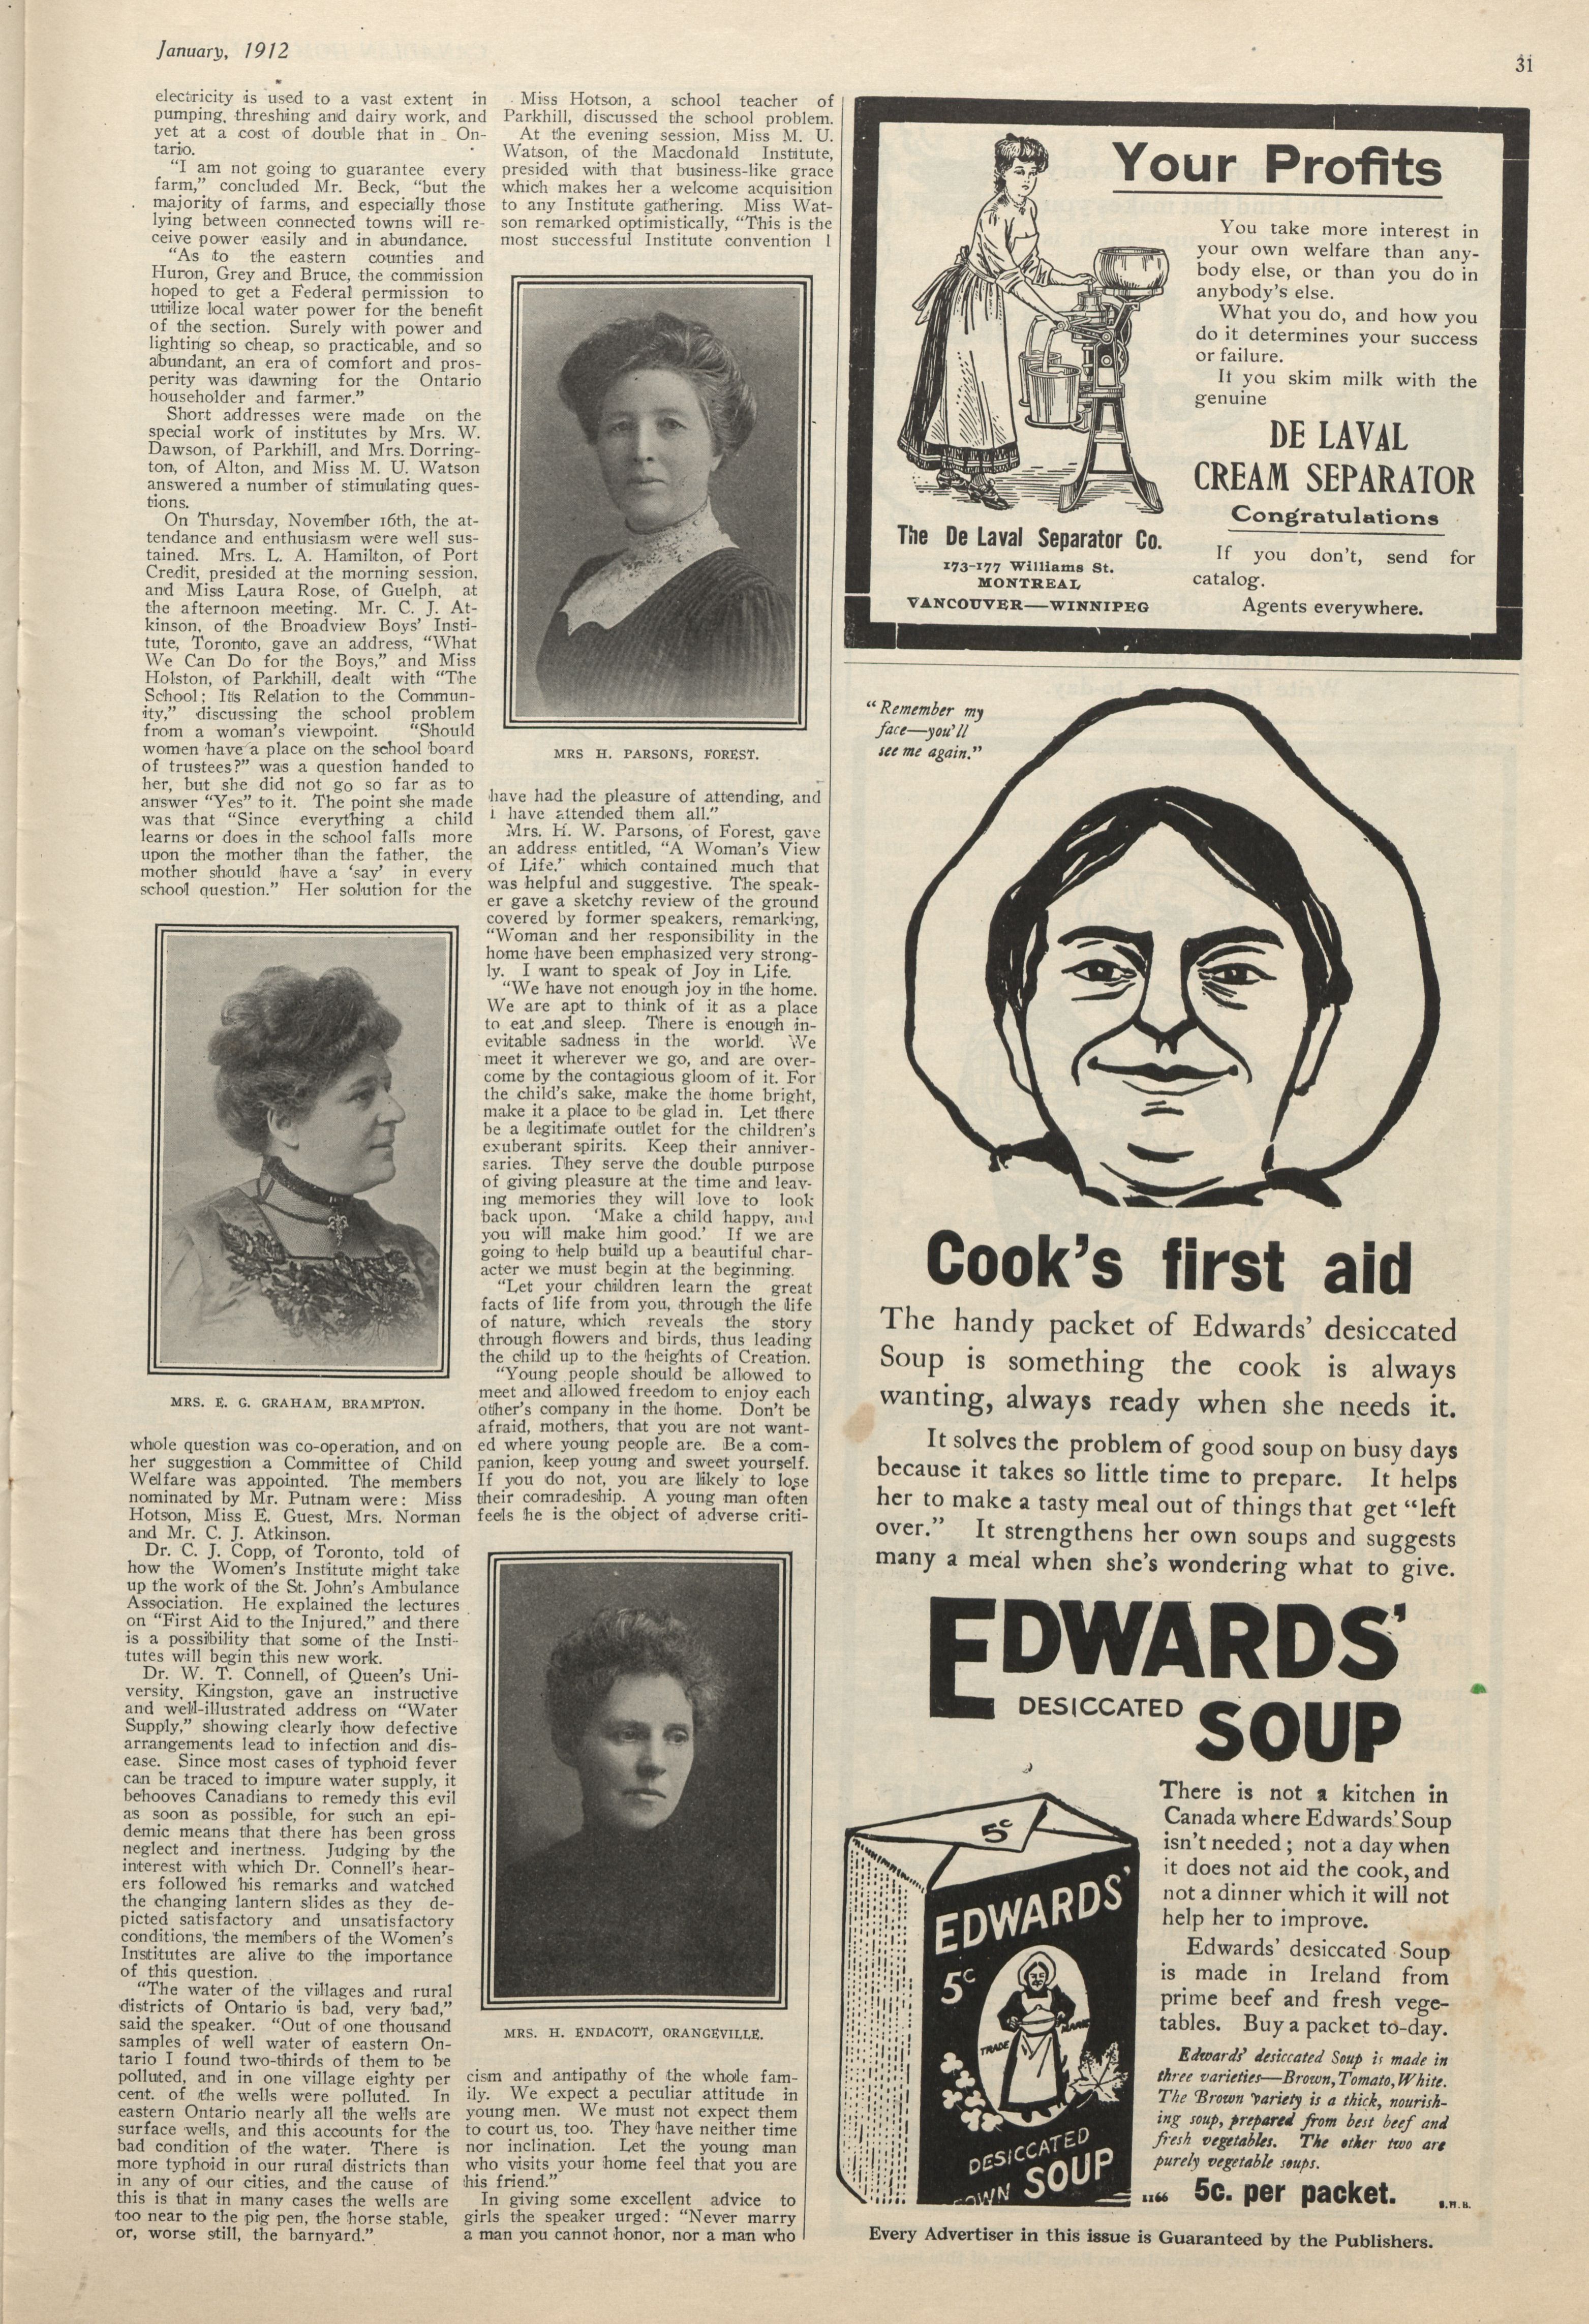 January, 1912
31
electricity is used to a vast extent in
pumping, threshing and dairy work, and
yet at a cost of double that in On-
tario.
"I am not going to guarantee every
farm," concluded Mr. Beck, "but the
majority of farms, and especially those
lying between connected towns will re-
ceive power easily and in abundance.
"As to the eastern counties and
Huron, Grey and Bruce, the commission
hoped to get a Federal permission to
utilize local water power for the benefit
of the section. Surely with power and
lighting so cheap, so practicable, and so
abundant, an era of comfort and pros-
perity was dawning for the Ontario
householder and farmer."
Short addresses were made on the
special work of institutes by Mrs. W.
Dawson, of Parkhill, and Mrs. Dorring-
ton, of Alton, and Miss M. U. Watson
answered a number of stimulating ques-
tions.
On Thursday, November 16th, the at-
tendance and enthusiasm were well sus-
tained. Mrs. L. A. Hamilton, of Port
Credit, presided at the morning session,
and Miss Laura Rose, of Guelph, at
the afternoon meeting. Mr. C. J. At-
kinson, of the Broadview Boys' Insti-
tute, Toronto, gave an address, "What
We Can Do for the Boys," and Miss
Holston, of Parkhill, dealt with "The
School; Its Relation to the Commun-
ity," discussing the school problem
from a woman's viewpoint. "Should
women have a place on the school board
of trustees?" was a question handed to
her, but she did not go so far as to
answer "Yes" to it. The point she made
was that "Since everything a child
learns or does in the school falls more
upon the mother than the father, the
mother should have a 'say' in every
school question." Her solution for the
MRS. E. G. GRAHAM, BRAMPTON.
whole question was co-operation, and on
her suggestion a Committee of Child
Welfare was appointed. The members
nominated by Mr. Putnam were: Miss
Hotson, Miss E. Guest, Mrs. Norman
and Mr. C. J. Atkinson.
Dr. C. J. Copp, of Toronto, told of
how the Women's Institute might take
up the work of the St. John's Ambulance
Association. He explained the lectures
on "First Aid to the Injured," and there
is a possibility that some of the Insti-
tutes will begin this new work.
Dr. W. T. Connell, of Queen's Uni-
versity, Kingston, gave an instructive
and well-illustrated address on "Water
Supply," showing clearly how defective
arrangements lead to infection and dis-
ease. Since most cases of typhoid fever
can be traced to impure water supply, it
behooves Canadians to remedy this evil
as soon as possible, for such an epi-
demic means that there has been gross
neglect and inertness. Judging by the
interest with which Dr. Connell's hear-
ers followed his remarks and watched
the changing lantern slides as they de-
picted satisfactory and unsatisfactory
conditions, the members of the Women's
Institutes are alive to the importance
of this question.
"The water of the villages and rural
districts of Ontario is bad, very bad,"
said the speaker. "Out of one thousand
samples of well water of eastern On-
tario I found two-thirds of them to be
polluted, and in one village eighty per
cent. of the wells were polluted. In
eastern Ontario nearly all the wells are
surface wells, and this accounts for the
bad condition of the water. There is
more typhoid in our rural districts than
in any of our cities, and the cause of
this is that in many cases the wells are
too near to the pig pen, the horse stable,
or, worse still, the barnyard."
Miss Hotson, a school teacher of
Parkhill, discussed the school problem.
At the evening session, Miss M. U.
Watson, of the Macdonald Institute,
presided with that business-like grace
which makes her a welcome acquisition
to any Institute gathering. Miss Wat-
son remarked optimistically, "This is the
most successful Institute convention I
MRS H. PARSONS, FOREST.
have had the pleasure of attending, and
I have attended them all."
Mrs. H. W. Parsons, of Forest, gave
an address entitled, "A Woman's View
of Life," which contained much that
was helpful and suggestive. The speak-
er gave a sketchy review of the ground
covered by former speakers, remarking,
"Woman and her responsibility in the
home have been emphasized very strong-
ly. I want to speak of Joy in Life.
"We have not enough joy in the home.
We are apt to think of it as a place
to eat and sleep. There is enough in-
evitable sadness in the world. We
meet it wherever we go, and are over-
come by the contagious gloom of it. For
the child's sake, make the home bright,
make it a place to be glad in. Let there
be a legitimate outlet for the children's
exuberant spirits. Keep their anniver-
saries. They serve the double purpose
of giving pleasure at the time and leav-
ing memories they will love to look
back upon. 'Make a child happy, and
you will make him good.' If we are
going to help build up a beautiful char-
acter we must begin at the beginning.
"Let your children learn the great
facts of life from you, through the life
of nature, which reveals the story
through flowers and birds, thus leading
the child up to the heights of Creation.
"Young people should be allowed to
meet and allowed freedom to enjoy each
other's company in the home. Don't be
afraid, mothers, that you are not want-
ed where young people are. Be a com-
panion, keep young and sweet yourself.
If you do not, you are likely to lose
their comradeship. A young man often
feels he is the object of adverse criti-
MRS. H. ENDACOTT, ORANGEVILLE.
cism and antipathy of the whole fam-
ily. We expect a peculiar attitude in
young men. We must not expect them
to court us, too. They have neither time
nor inclination. Let the young man
who visits your home feel that you are
his friend."
In giving some excellent advice to
girls the speaker urged: "Never marry
a man you cannot honor, nor a man who
Your Profits
You take more interest in
your own welfare than any-
body else, or than you do in
anybody's else.
What you do, and how you
do it determines your success
or failure.
If you skim milk with the
genuine
DE LAVAL
CREAM SEPARATOR
Congratulations
If you don't, send for
catalog.
Agents everywhere.
The De Laval Separator Co.
173-177 Williams St.
MONTREAL
VANCOUVER—WINNIPEG
"Remember my
face—you'll
see me again."
Cook's first aid
The handy packet of Edwards' desiccated
Soup is something the cook is always
wanting, always ready when she needs it.
It solves the problem of good soup on busy days
because it takes so little time to prepare. It helps
her to make a tasty meal out of things that get "left
over." It strengthens her own soups and suggests
many a meal when she's wondering what to give.
EDWARDS'
DESICCATED
SOUP
5c
EDWARDS'
5c
TRADE MARK
DESICCATED
OWN SOUP
There is not a kitchen in
Canada where Edwards' Soup
isn't needed; not a day when
it does not aid the cook, and
not a dinner which it will not
help her to improve.
Edwards' desiccated Soup
is made in Ireland from
prime beef and fresh vege-
tables. Buy a packet to-day.
Edwards' desiccated Soup is made in
three varieties—Brown, Tomato, White.
The Brown variety is a thick, nourish-
ing soup, prepared from best beef and
fresh vegetables. The other two are
purely vegetable soups.
1166 5c. per packet. S.H.B.
Every Advertiser in this issue is Guaranteed by the Publishers.